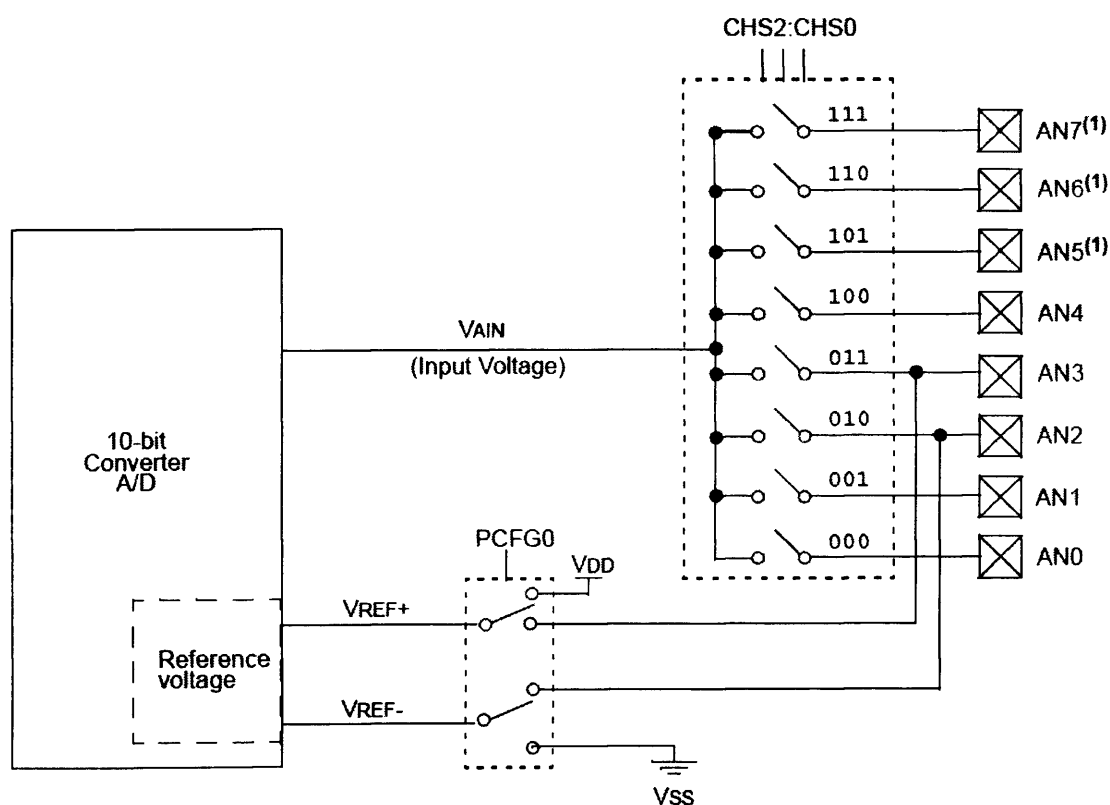 CHS2:CHS0
111
AN7(1)
110
AN6(1)
101
AN5(1)
100
AN4
VAIN
(Input Voltage)
011
AN3
010
AN2
10-bit
Converter
A/D
001
AN1
PCFG0
000
AN0
VDD
VREF+
Reference
voltage
VREF-
VSS